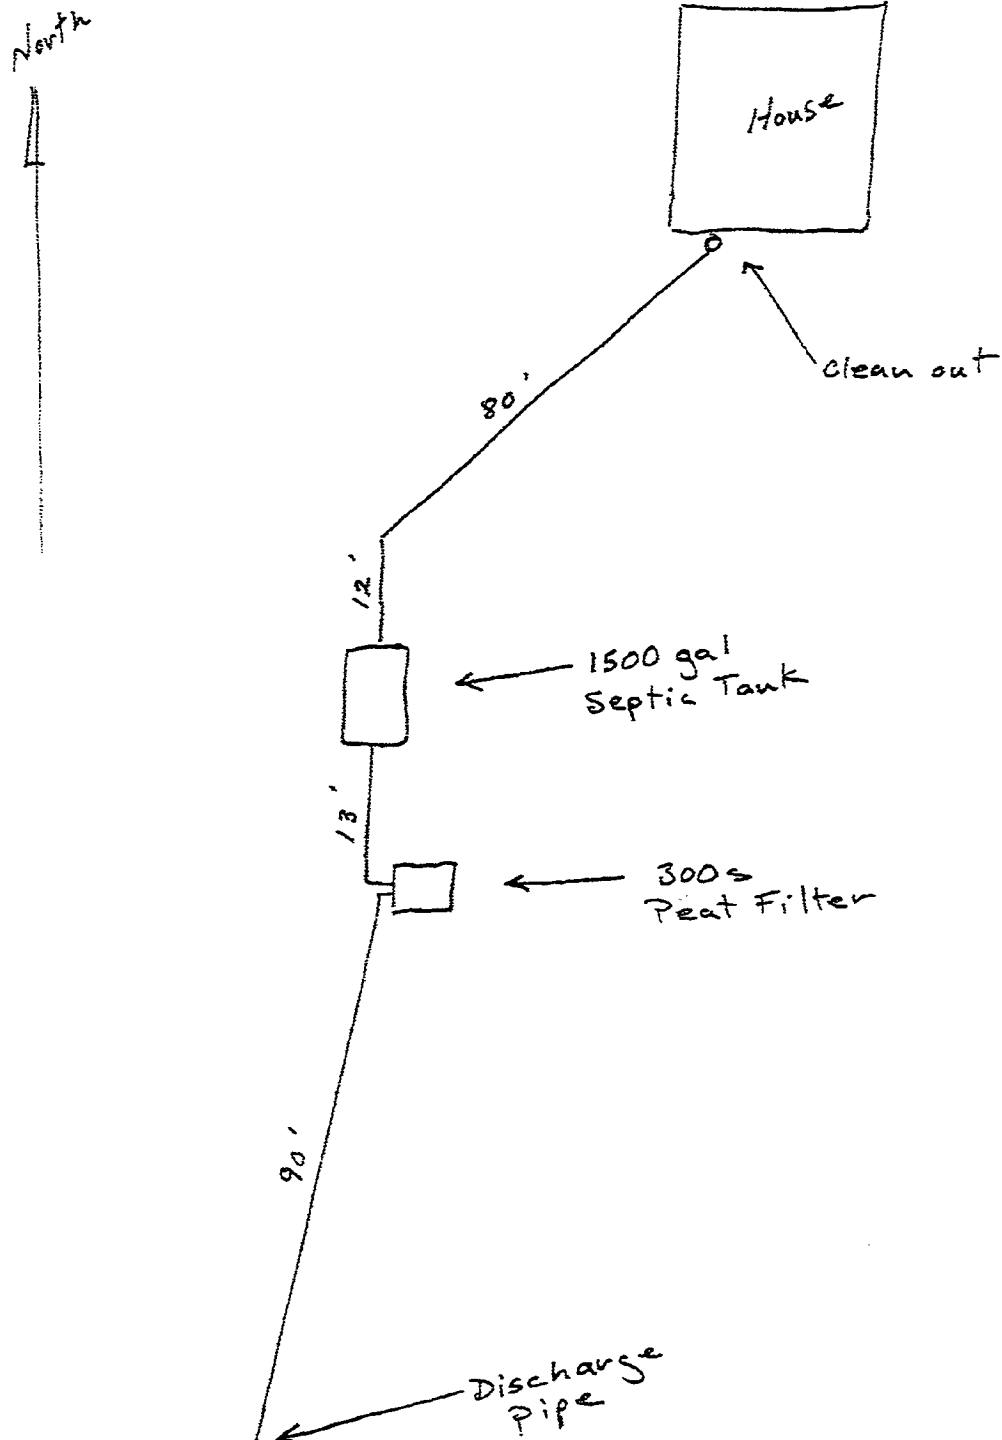 North
House
Clean out
80'
12'
1500 gal
Septic Tank
13'
300s
Peat Filter
90'
Discharge
Pipe